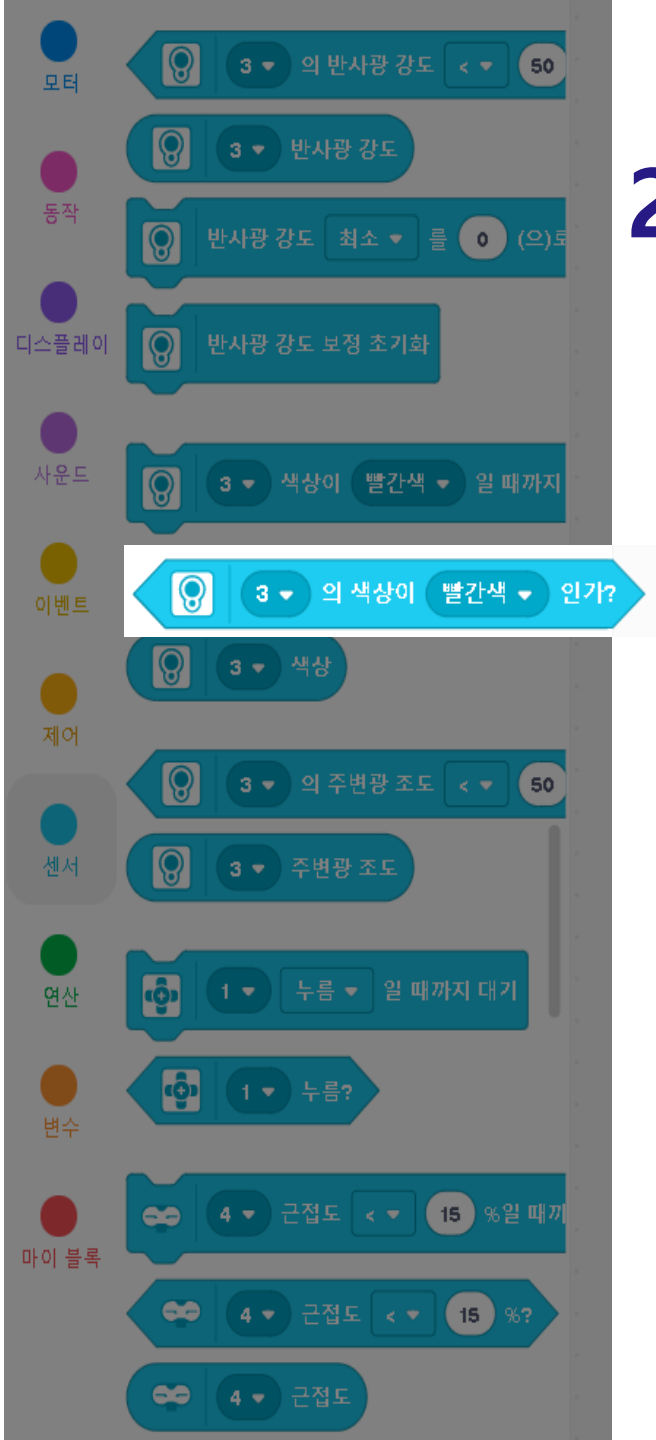 모터
동작
디스플레이
사운드
이벤트
제어
센서
연산
변수
마이 블록
3 의 반사광 강도 < 50
3 반사광 강도
반사광 강도 최소 를 0 (으)로
반사광 강도 보정 초기화
3 색상이 빨간색 일 때까지
3 의 색상이 빨간색 인가?
3 색상
3 의 주변광 조도 < 50
3 주변광 조도
1 누름 일 때까지 대기
1 누름?
4 근접도 < 15 %일 때까
4 근접도 < 15 %?
4 근접도
2